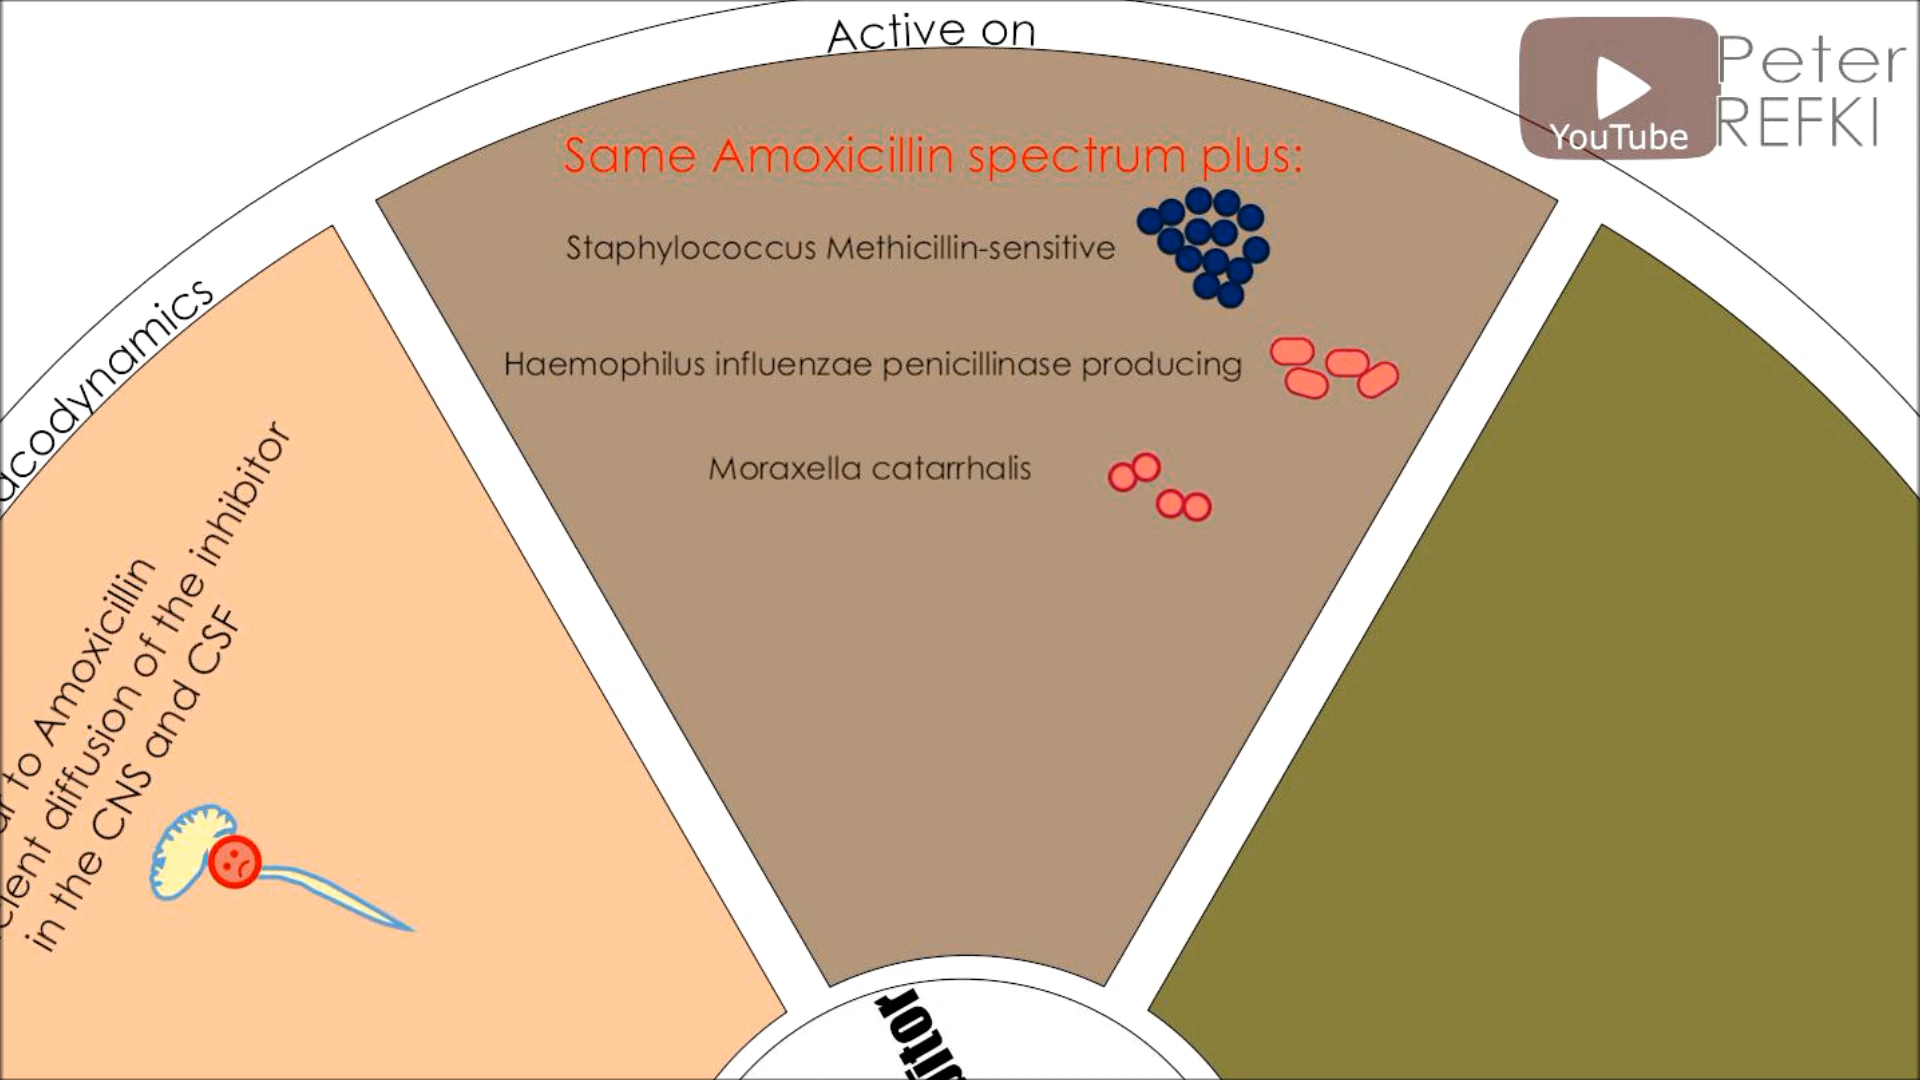 Active on
Peter
REFKI
YouTube
Same Amoxicillin spectrum plus:
Staphylococcus Methicillin-sensitive
Haemophilus influenzae penicillinase producing
Moraxella catarrhalis
acodynamics
to Amoxicillin
diffusion of the inhibitor
in the CNS and CSF